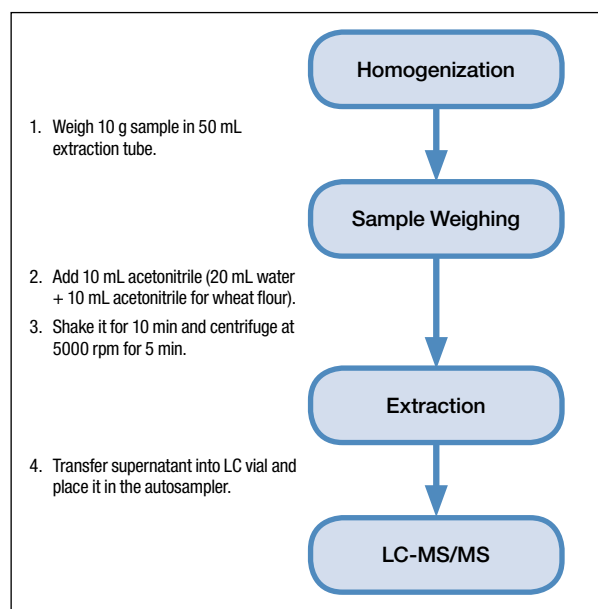 Homogenization
1. Weigh 10 g sample in 50 mL
extraction tube.
Sample Weighing
2. Add 10 mL acetonitrile (20 mL water
+ 10 mL acetonitrile for wheat flour).
3. Shake it for 10 min and centrifuge at
5000 rpm for 5 min.
Extraction
4. Transfer supernatant into LC vial and
place it in the autosampler.
LC-MS/MS